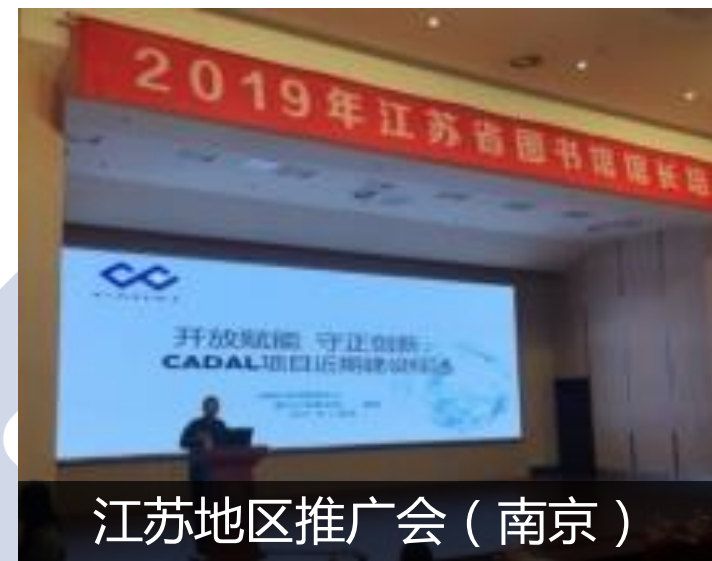 2019年江苏省图书馆馆长培
开放赋能 守正创新:
CADAL项目近期建设综述
江苏地区推广会（南京）